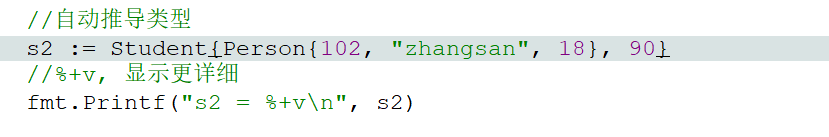 //自动推导类型
s2 := Student{Person{102, "zhangsan", 18}, 90}
//%+v, 显示更详细
fmt.Printf("s2 = %+v\n", s2)